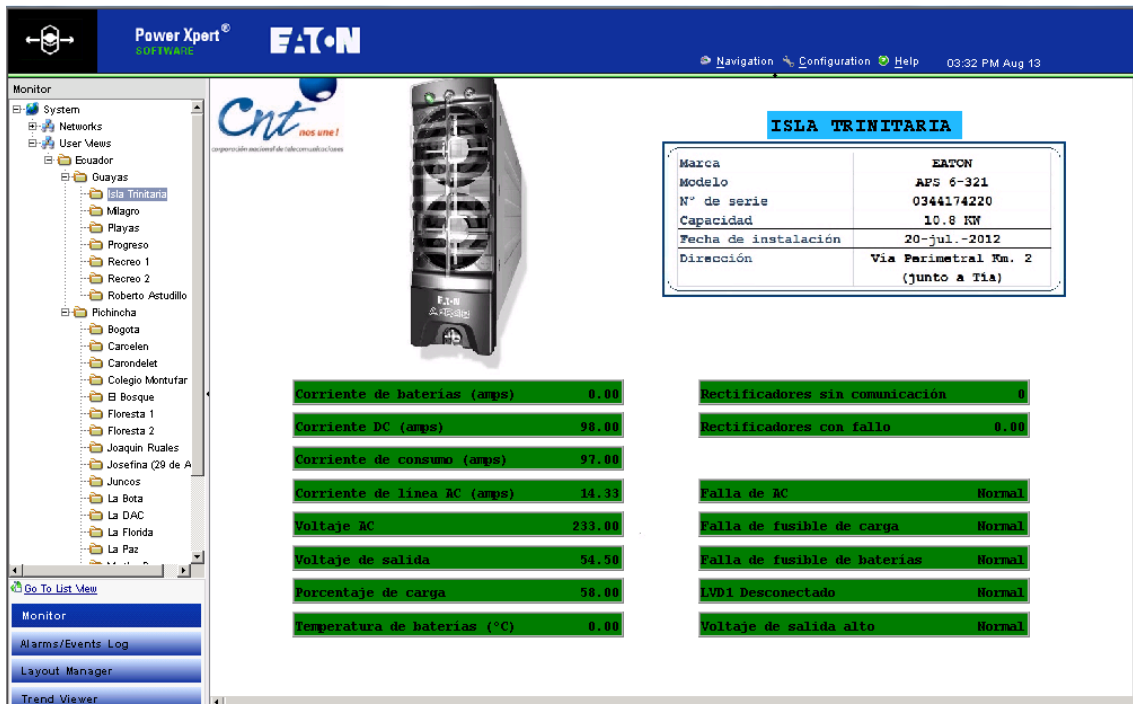 Power Xpert®
SOFTWARE
EATON
Navigation Configuration Help 03:32 PM Aug 13
Monitor
System
Networks
User Views
Ecuador
Guayas
Isla Trinitaria
Milagro
Playas
Progreso
Recreo 1
Recreo 2
Roberto Astudillo
Pichincha
Bogota
Carcelen
Carondelet
Colegio Montufar
El Bosque
Floresta 1
Floresta 2
Joaquin Ruales
Josefina (29 de A
Juncos
La Bota
La DAC
La Florida
La Paz
Go To List View
Monitor
Alarms/Events Log
Layout Manager
Trend Viewer
Cnt
nos une!
corporación nacional de telecomunicaciones
EATON
ISLA TRINITARIA
Marca EATON
Modelo APS 6-321
N° de serie 0344174220
Capacidad 10.8 KW
Fecha de instalación 20-jul.-2012
Dirección Vía Perimetral Km. 2
(junto a Tía)
Corriente de baterías (amps) 0.00
Corriente DC (amps) 98.00
Corriente de consumo (amps) 97.00
Corriente de línea AC (amps) 14.33
Voltaje AC 233.00
Voltaje de salida 54.50
Porcentaje de carga 58.00
Temperatura de baterías (°C) 0.00
Rectificadores sin comunicación 0
Rectificadores con fallo 0.00
Falla de AC Normal
Falla de fusible de carga Normal
Falla de fusible de baterías Normal
LVD1 Desconectado Normal
Voltaje de salida alto Normal